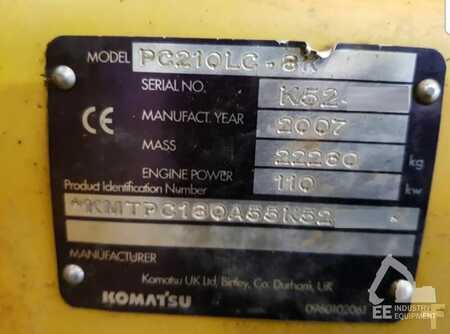 MODEL PC210LC-8K
SERIAL NO. K52
CE MANUFACT. YEAR 2007
MASS 22260 kg
ENGINE POWER 110 kw
Product Identification Number
*KMTPC180A55K52
MANUFACTURER
Komatsu UK Ltd, Birtley, Co. Durham, UK
KOMATSU 0960102061
EE INDUSTRY EQUIPMENT